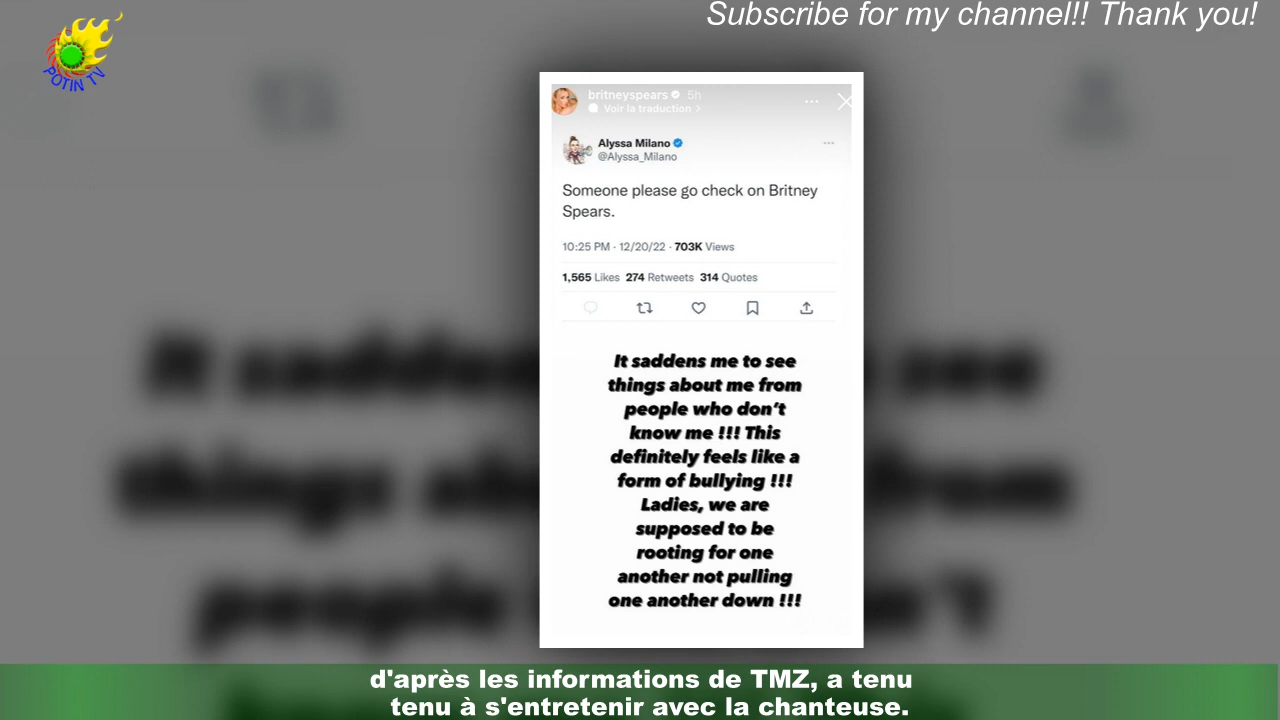 Subscribe for my channel!! Thank you!
POTIN TV
britneyspears 5h
Voir la traduction >
Alyssa Milano
@Alyssa_Milano
Someone please go check on Britney
Spears.
10:25 PM · 12/20/22 · 703K Views
1,565 Likes 274 Retweets 314 Quotes
It saddens me to see
things about me from
people who don't
know me !!! This
definitely feels like a
form of bullying !!!
Ladies, we are
supposed to be
rooting for one
another not pulling
one another down !!!
d'après les informations de TMZ, a tenu
tenu à s'entretenir avec la chanteuse.